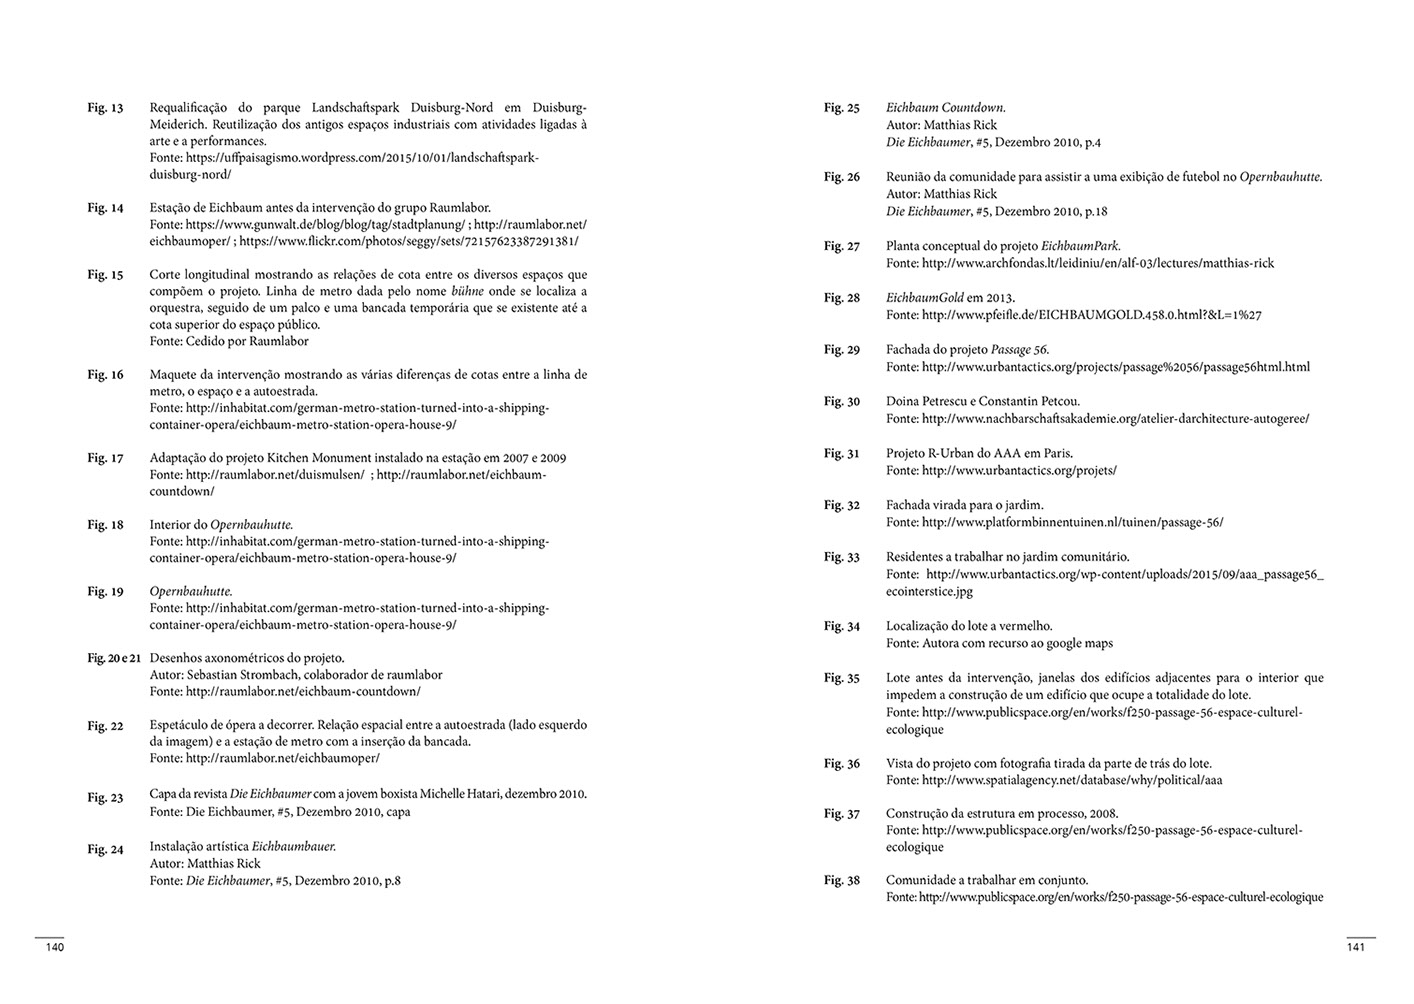 Fig. 13 Requalificação do parque Landschaftspark Duisburg-Nord em Duisburg-
Meiderich. Reutilização dos antigos espaços industriais com atividades ligadas à
arte e a performances.
Fonte: https://uffpaisagismo.wordpress.com/2015/10/01/landschaftspark-
duisburg-nord/
Fig. 14 Estação de Eichbaum antes da intervenção do grupo Raumlabor.
Fonte: https://www.gunwalt.de/blog/blog/tag/stadtplanung/ ; http://raumlabor.net/
eichbaumoper/ ; https://www.flickr.com/photos/seggy/sets/72157623387291381/
Fig. 15 Corte longitudinal mostrando as relações de cota entre os diversos espaços que
compõem o projeto. Linha de metro dada pelo nome bühne onde se localiza a
orquestra, seguido de um palco e uma bancada temporária que se existente até a
cota superior do espaço público.
Fonte: Cedido por Raumlabor
Fig. 16 Maquete da intervenção mostrando as várias diferenças de cotas entre a linha de
metro, o espaço e a autoestrada.
Fonte: http://inhabitat.com/german-metro-station-turned-into-a-shipping-
container-opera/eichbaum-metro-station-opera-house-9/
Fig. 17 Adaptação do projeto Kitchen Monument instalado na estação em 2007 e 2009
Fonte: http://raumlabor.net/duismulsen/ ; http://raumlabor.net/eichbaum-
countdown/
Fig. 18 Interior do Opernbauhutte.
Fonte: http://inhabitat.com/german-metro-station-turned-into-a-shipping-
container-opera/eichbaum-metro-station-opera-house-9/
Fig. 19 Opernbauhutte.
Fonte: http://inhabitat.com/german-metro-station-turned-into-a-shipping-
container-opera/eichbaum-metro-station-opera-house-9/
Fig. 20 e 21 Desenhos axonométricos do projeto.
Autor: Sebastian Strombach, colaborador de raumlabor
Fonte: http://raumlabor.net/eichbaum-countdown/
Fig. 22 Espetáculo de ópera a decorrer. Relação espacial entre a autoestrada (lado esquerdo
da imagem) e a estação de metro com a inserção da bancada.
Fonte: http://raumlabor.net/eichbaumoper/
Fig. 23 Capa da revista Die Eichbaumer com a jovem boxista Michelle Hatari, dezembro 2010.
Fonte: Die Eichbaumer, #5, Dezembro 2010, capa
Fig. 24 Instalação artística Eichbaumbauer.
Autor: Matthias Rick
Fonte: Die Eichbaumer, #5, Dezembro 2010, p.8
140
Fig. 25 Eichbaum Countdown.
Autor: Matthias Rick
Die Eichbaumer, #5, Dezembro 2010, p.4
Fig. 26 Reunião da comunidade para assistir a uma exibição de futebol no Opernbauhutte.
Autor: Matthias Rick
Die Eichbaumer, #5, Dezembro 2010, p.18
Fig. 27 Planta conceptual do projeto EichbaumPark.
Fonte: http://www.archfondas.lt/leidiniu/en/alf-03/lectures/matthias-rick
Fig. 28 EichbaumGold em 2013.
Fonte: http://www.pfeifle.de/EICHBAUMGOLD.458.0.html?&L=1%27
Fig. 29 Fachada do projeto Passage 56.
Fonte: http://www.urbantactics.org/projects/passage%2056/passage56html.html
Fig. 30 Doina Petrescu e Constantin Petcou.
Fonte: http://www.nachbarschaftsakademie.org/atelier-darchitecture-autogeree/
Fig. 31 Projeto R-Urban do AAA em Paris.
Fonte: http://www.urbantactics.org/projets/
Fig. 32 Fachada virada para o jardim.
Fonte: http://www.platformbinnentuinen.nl/tuinen/passage-56/
Fig. 33 Residentes a trabalhar no jardim comunitário.
Fonte: http://www.urbantactics.org/wp-content/uploads/2015/09/aaa_passage56_
ecointerstice.jpg
Fig. 34 Localização do lote a vermelho.
Fonte: Autora com recurso ao google maps
Fig. 35 Lote antes da intervenção, janelas dos edifícios adjacentes para o interior que
impedem a construção de um edifício que ocupe a totalidade do lote.
Fonte: http://www.publicspace.org/en/works/f250-passage-56-espace-culturel-
ecologique
Fig. 36 Vista do projeto com fotografia tirada da parte de trás do lote.
Fonte: http://www.spatialagency.net/database/why/political/aaa
Fig. 37 Construção da estrutura em processo, 2008.
Fonte: http://www.publicspace.org/en/works/f250-passage-56-espace-culturel-
ecologique
Fig. 38 Comunidade a trabalhar em conjunto.
Fonte: http://www.publicspace.org/en/works/f250-passage-56-espace-culturel-ecologique
141